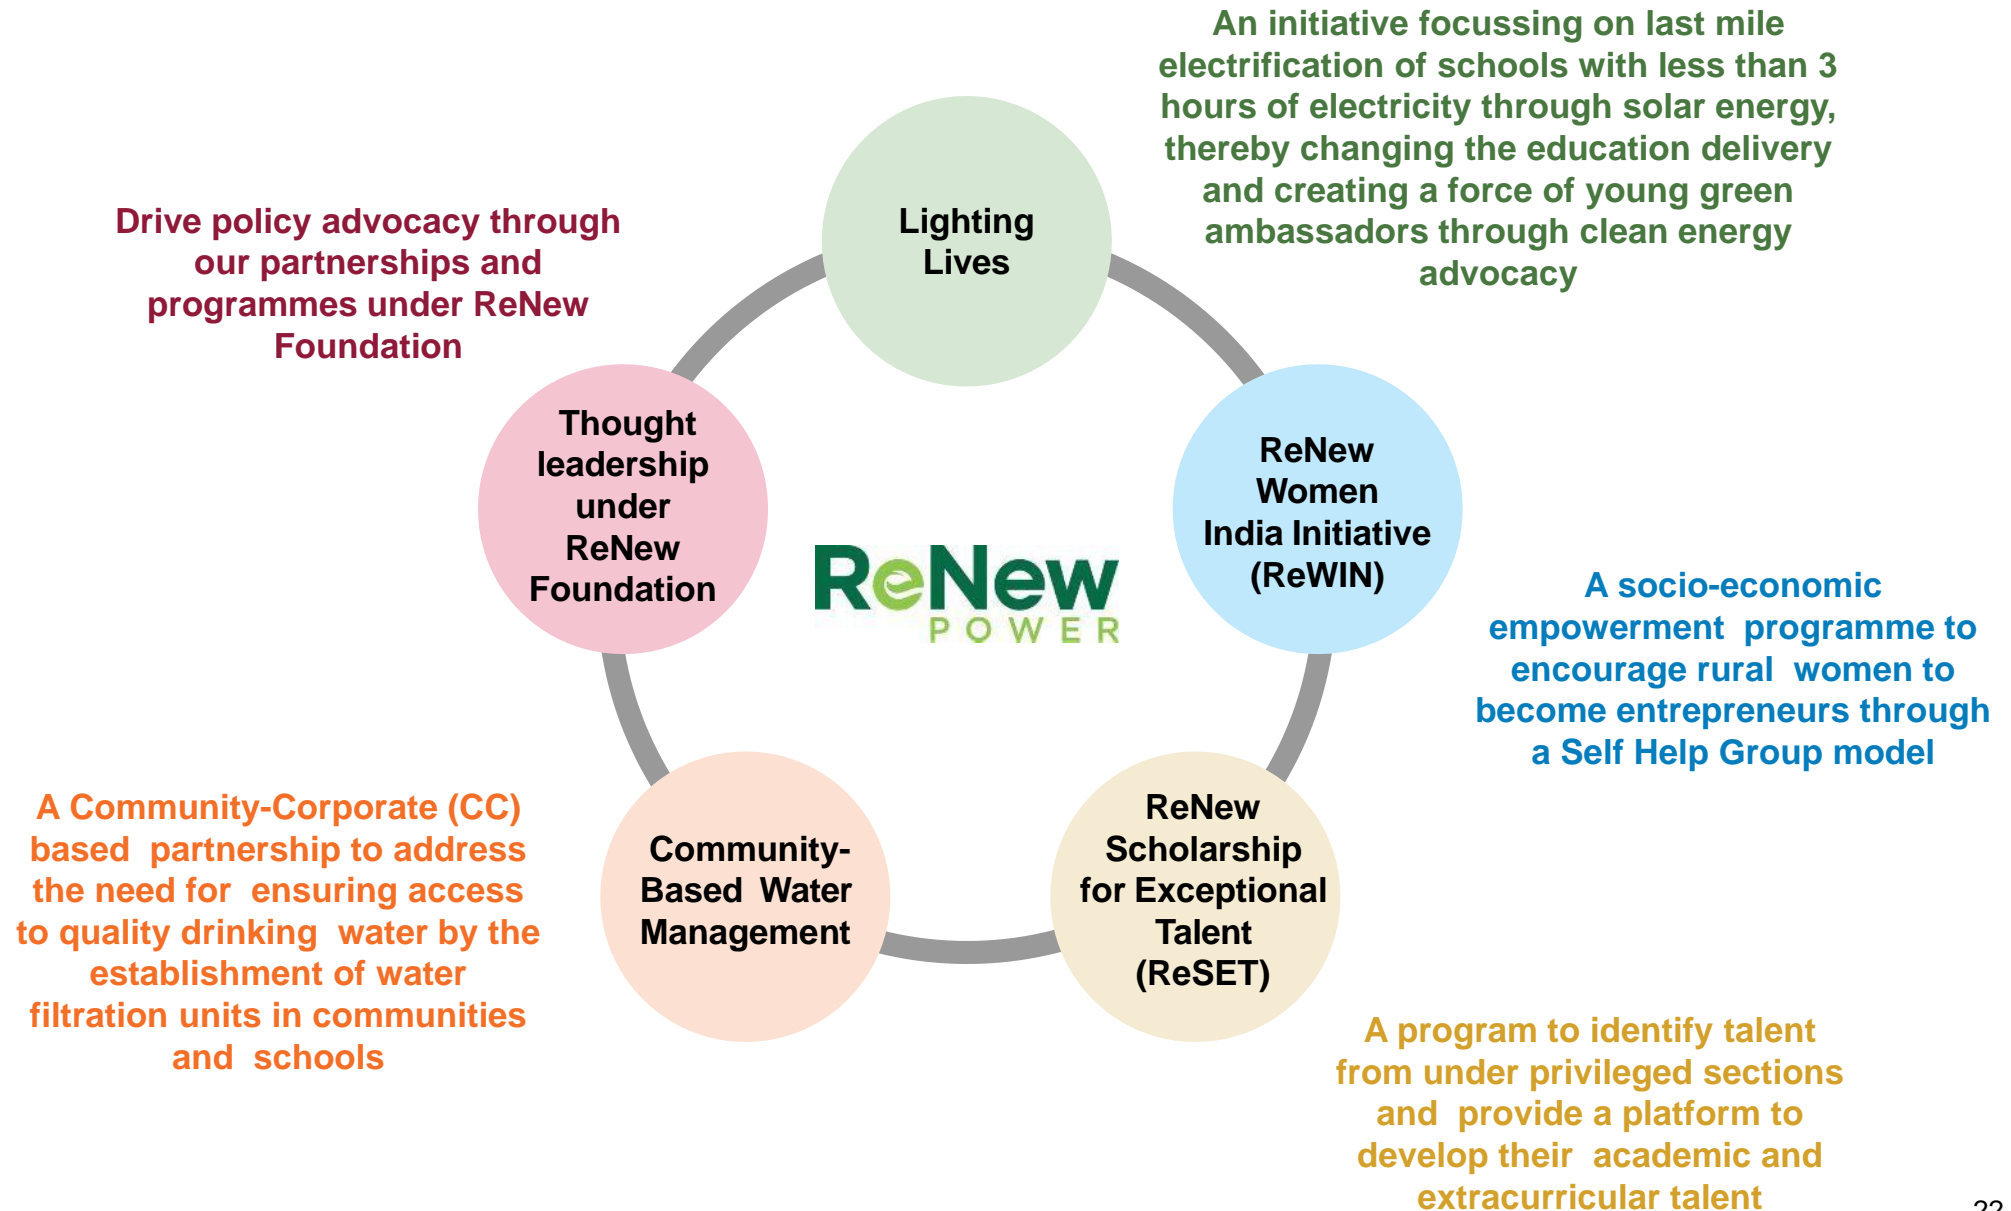 An initiative focussing on last mile
electrification of schools with less than 3
hours of electricity through solar energy,
thereby changing the education delivery
and creating a force of young green
ambassadors through clean energy
advocacy
Lighting
Lives
Drive policy advocacy through
our partnerships and
programmes under ReNew
Foundation
Thought
leadership
under
ReNew
Foundation
ReNew
Women
India Initiative
(ReWIN)
ReNew
POWER
A socio-economic
empowerment programme to
encourage rural women to
become entrepreneurs through
a Self Help Group model
A Community-Corporate (CC)
based partnership to address
the need for ensuring access
to quality drinking water by the
establishment of water
filtration units in communities
and schools
Community-
Based Water
Management
ReNew
Scholarship
for Exceptional
Talent
(ReSET)
A program to identify talent
from under privileged sections
and provide a platform to
develop their academic and
extracurricular talent
22